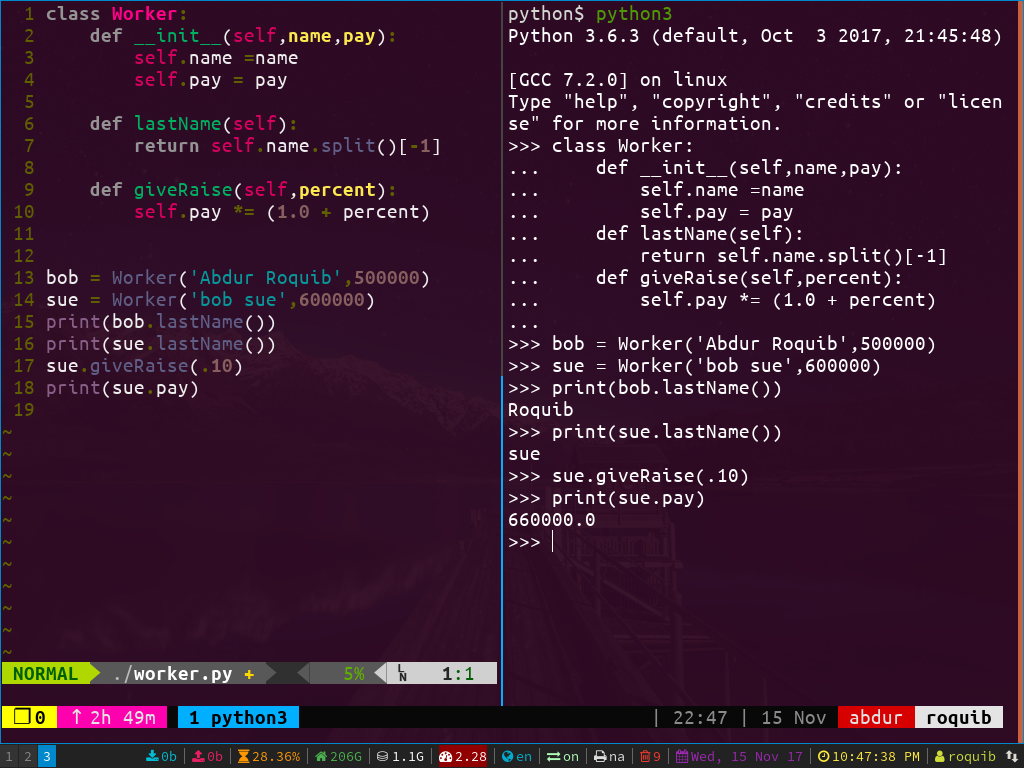 1 class Worker:
2     def __init__(self,name,pay):
3         self.name =name
4         self.pay = pay
5
6     def lastName(self):
7         return self.name.split()[-1]
8
9     def giveRaise(self,percent):
10         self.pay *= (1.0 + percent)
11
12
13 bob = Worker('Abdur Roquib',500000)
14 sue = Worker('bob sue',600000)
15 print(bob.lastName())
16 print(sue.lastName())
17 sue.giveRaise(.10)
18 print(sue.pay)
19
~
~
~
~
~
~
~
~
~
~
~
NORMAL ./worker.py + 5% LN 1:1
python$ python3
Python 3.6.3 (default, Oct  3 2017, 21:45:48)

[GCC 7.2.0] on linux
Type "help", "copyright", "credits" or "licen
se" for more information.
>>> class Worker:
...     def __init__(self,name,pay):
...         self.name =name
...         self.pay = pay
...     def lastName(self):
...         return self.name.split()[-1]
...     def giveRaise(self,percent):
...         self.pay *= (1.0 + percent)
...
>>> bob = Worker('Abdur Roquib',500000)
>>> sue = Worker('bob sue',600000)
>>> print(bob.lastName())
Roquib
>>> print(sue.lastName())
sue
>>> sue.giveRaise(.10)
>>> print(sue.pay)
660000.0
>>>
❐ 0 ↑ 2h 49m 1 python3 | 22:47 | 15 Nov abdur roquib
1 2 3 0b | 0b | 28.36% | 206G | 1.1G | 2.28 | en | on | na | 9 | Wed, 15 Nov 17 | 10:47:38 PM | roquib